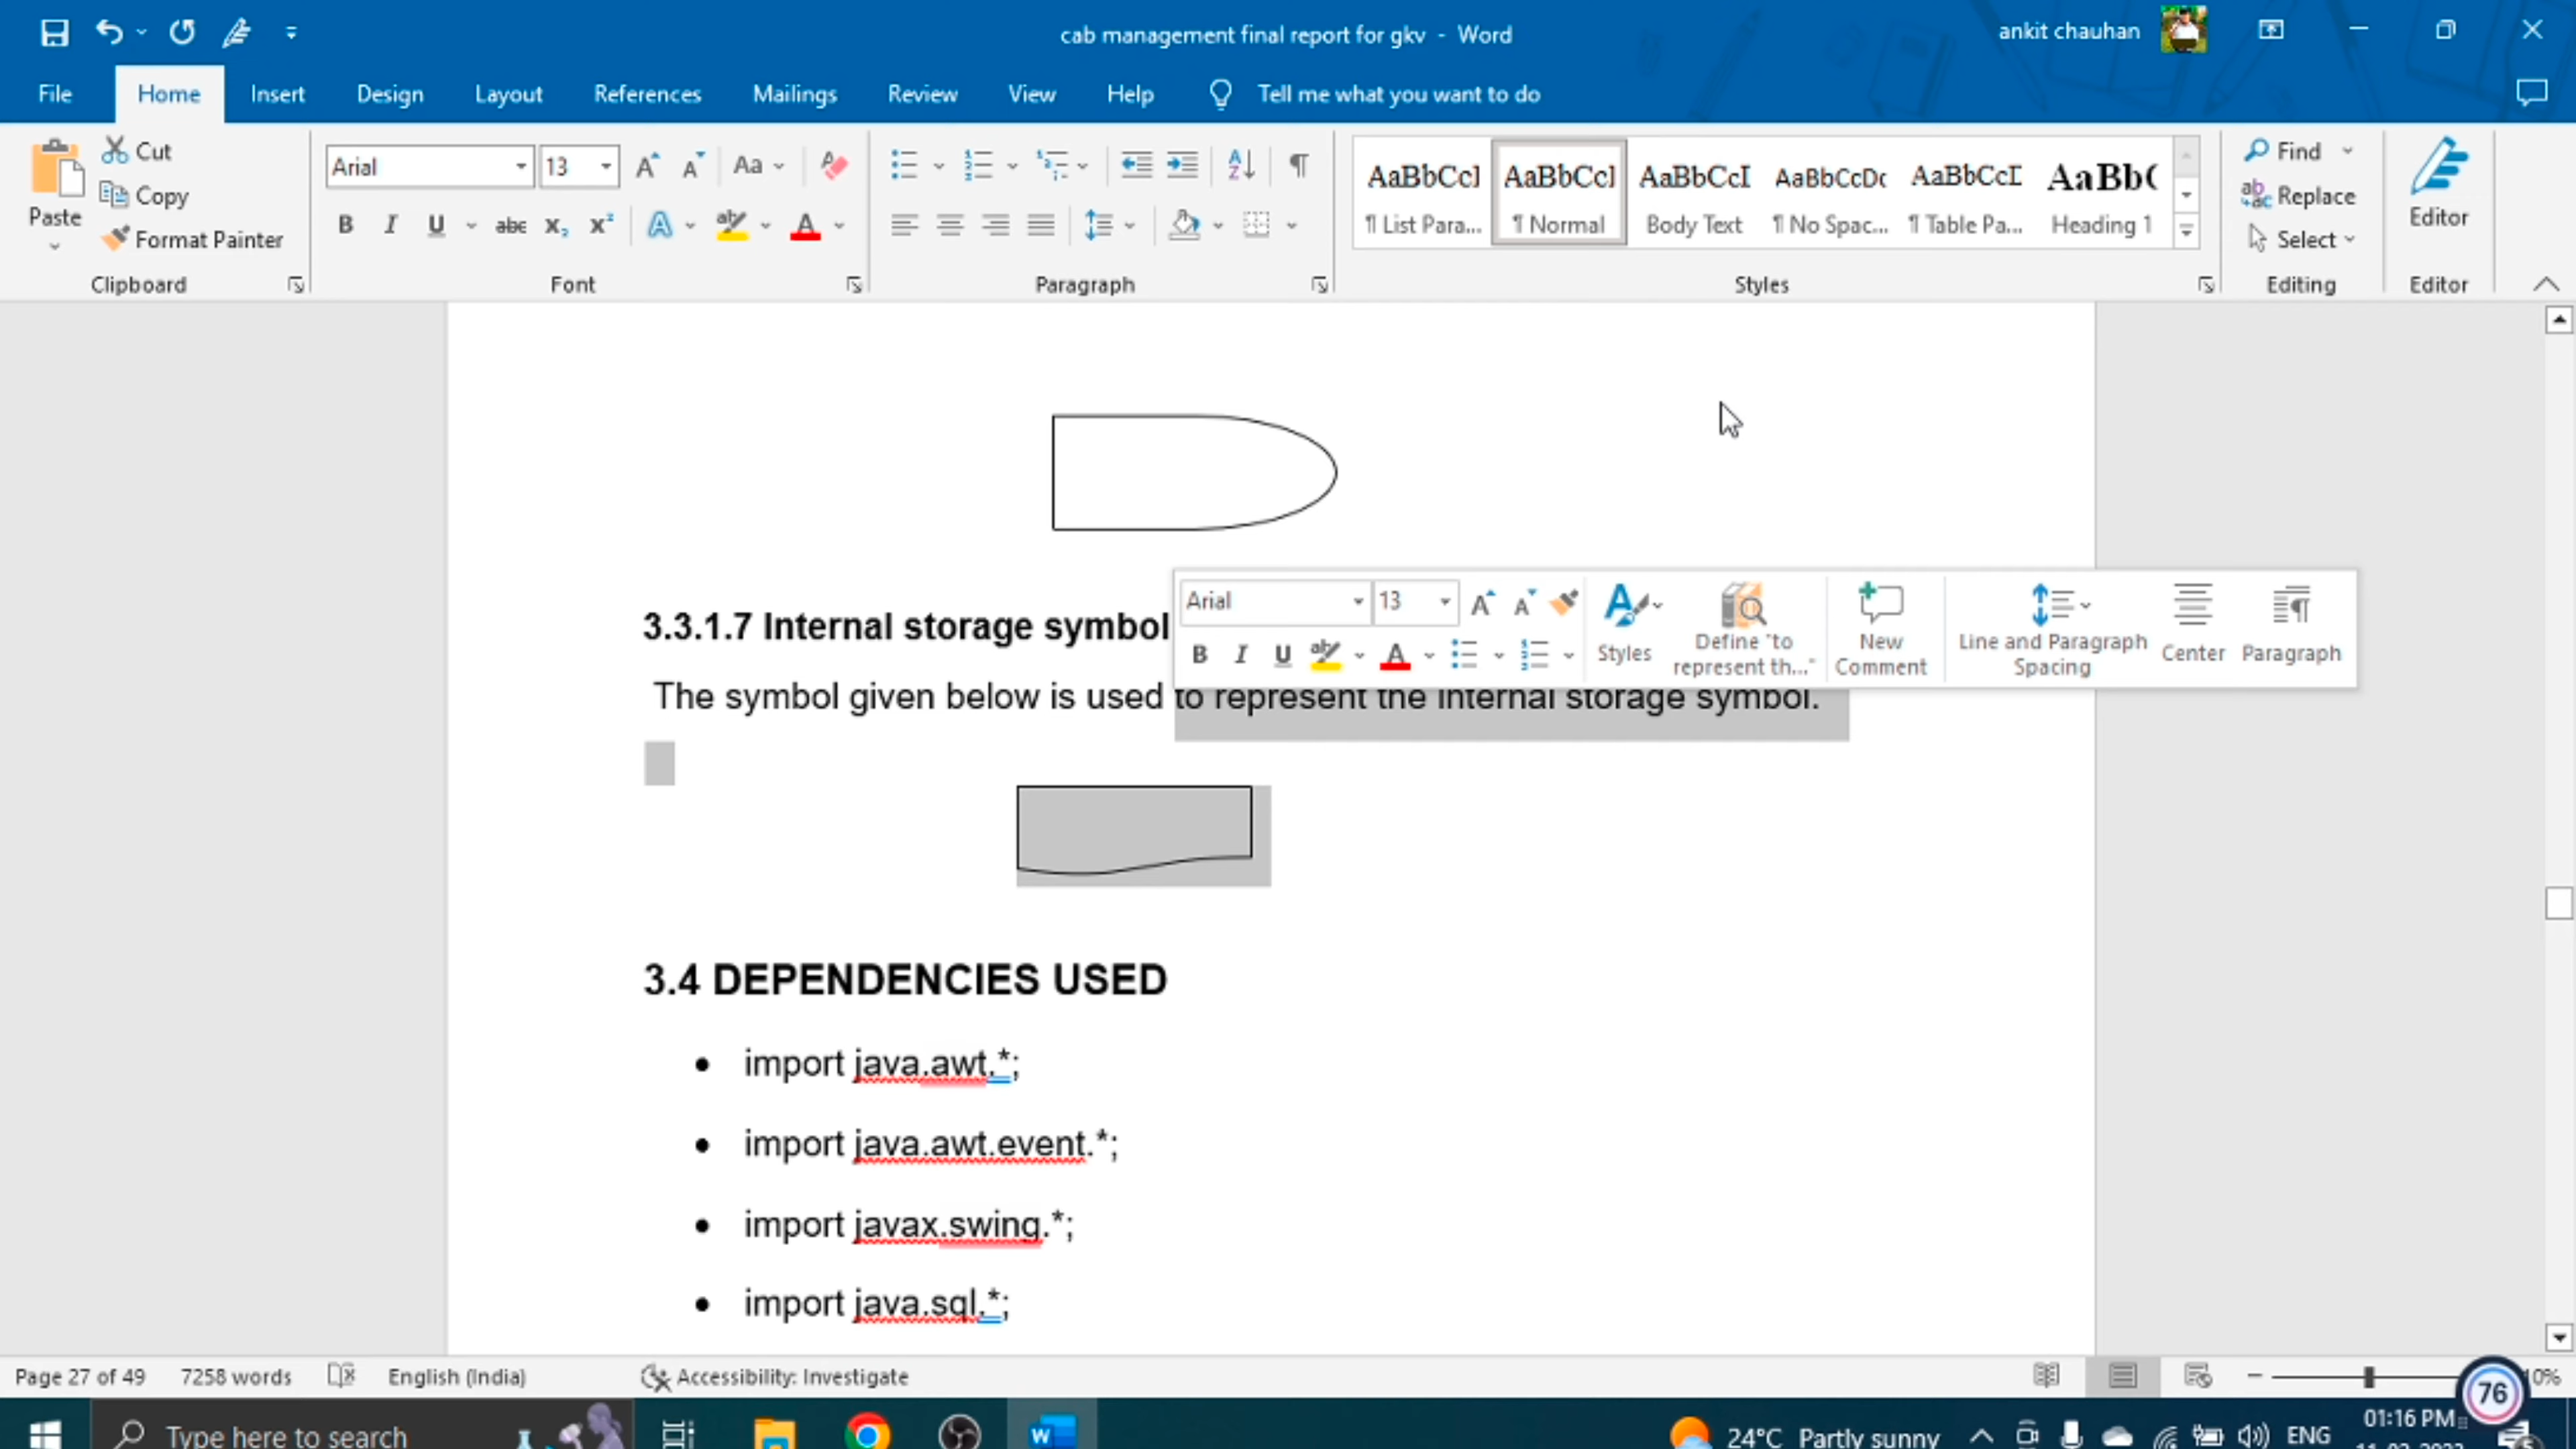 cab management final report for gkv - Word
ankit chauhan
File Home Insert Design Layout References Mailings Review View Help Tell me what you want to do
Paste
Cut
Copy
Format Painter
Clipboard
Arial 13
Aa
B I U abc X₂ X²
Font
Paragraph
AaBbCcI AaBbCcI AaBbCcI AaBbCcDc AaBbCcI AaBb(
¶ List Para... ¶ Normal Body Text ¶ No Spac... ¶ Table Pa... Heading 1
Styles
Find
Replace
Select
Editing
Editor
Editor
3.3.1.7 Internal storage symbol
Arial 13
B I U
Styles
Define "to represent th..."
New Comment
Line and Paragraph Spacing
Center
Paragraph
The symbol given below is used to represent the internal storage symbol.
3.4 DEPENDENCIES USED
• import java.awt.*;
• import java.awt.event.*;
• import javax.swing.*;
• import java.sql.*;
Page 27 of 49 7258 words English (India) Accessibility: Investigate
0%
76
Type here to search
24°C Partly sunny
ENG
01:16 PM